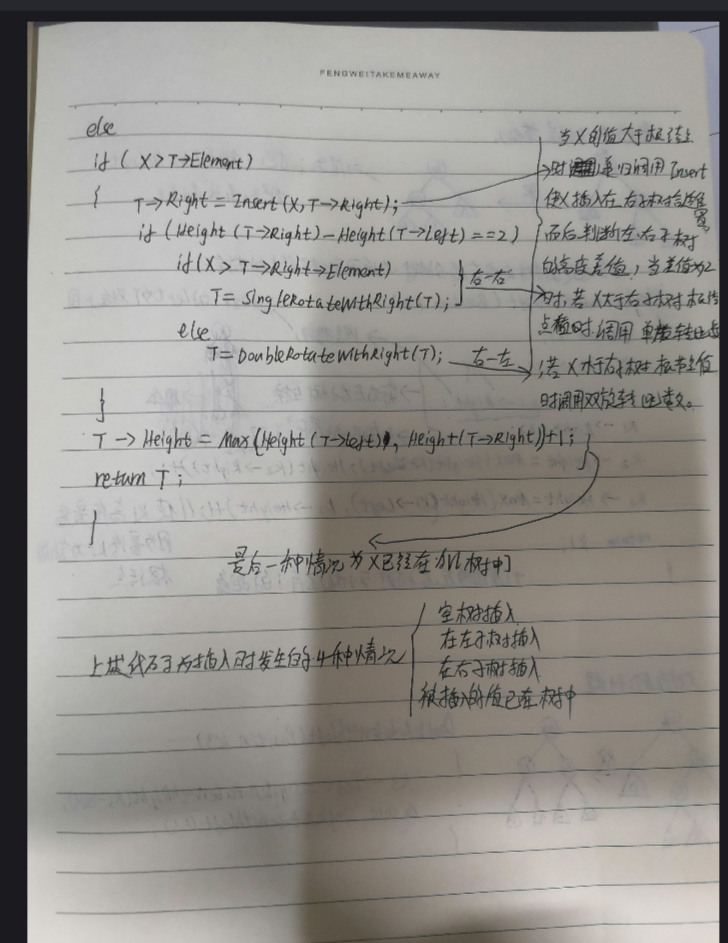 FENGWEITAKEMEAWAY
else
if ( X > T→Element)
{ T→Right = Insert (X, T→Right);
if (Height (T→Right) - Height (T→Left) ==2)
if (X > T→Right→Element)
T = SingleRotateWithRight (T);
右-右
else
T = DoubleRotateWithRight (T);
右-左
}
T → Height = Max (Height (T→Left), Height (T→Right))+1;
return T;
}
当X的值大于根结点
时 递归调用 Insert
使X插入在右子树合适位置
而后判断左右子树
的高度差值,当差值为2
时,若X大于右子树根结
点值时,调用单旋转
;若X小于右子树根节点值
时调用双旋转
最后一种情况为X已经在AVL树中
上述代码为插入时发生的4种情况
空树插入
在左子树插入
在右子树插入
被插入的值已在树中